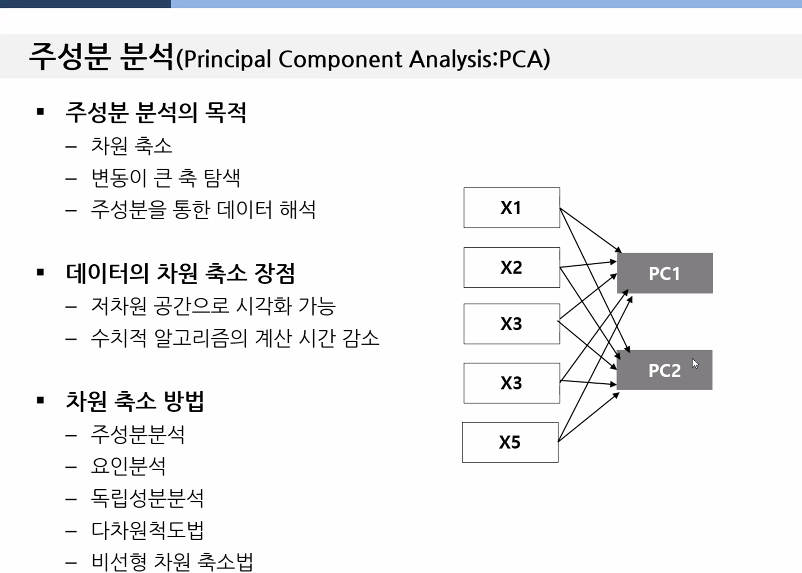 주성분 분석(Principal Component Analysis:PCA)
▪ 주성분 분석의 목적
– 차원 축소
– 변동이 큰 축 탐색
– 주성분을 통한 데이터 해석
▪ 데이터의 차원 축소 장점
– 저차원 공간으로 시각화 가능
– 수치적 알고리즘의 계산 시간 감소
▪ 차원 축소 방법
– 주성분분석
– 요인분석
– 독립성분분석
– 다차원척도법
– 비선형 차원 축소법
X1
X2
X3
X3
X5
PC1
PC2